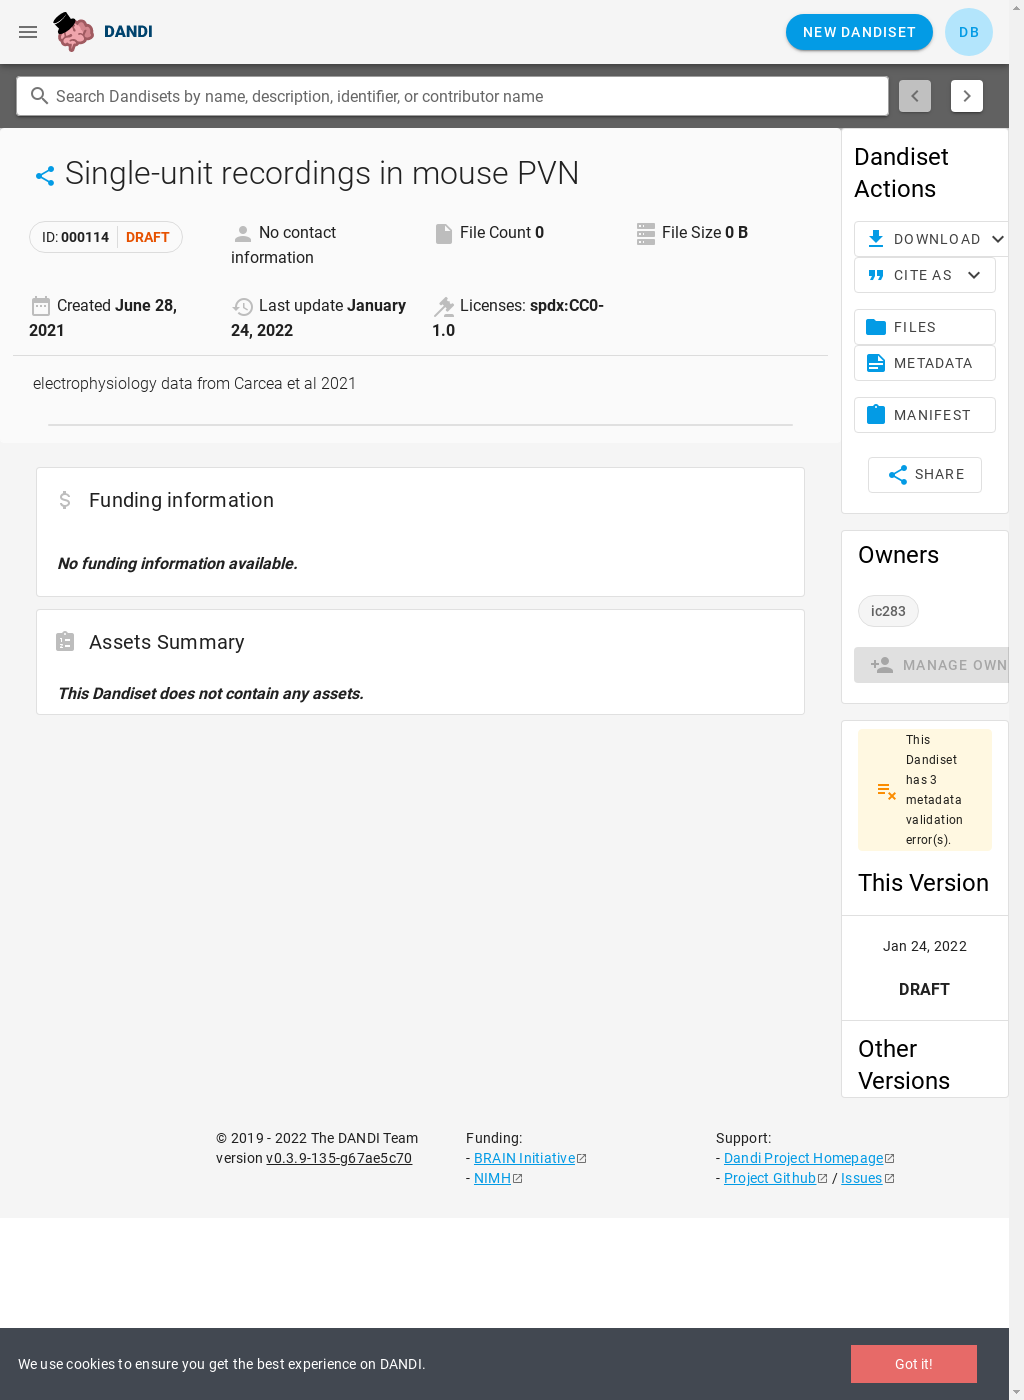 DANDI
NEW DANDISET
DB
Search Dandisets by name, description, identifier, or contributor name
Single-unit recordings in mouse PVN
ID: 000114 DRAFT
No contact
information
File Count 0
File Size 0 B
Created June 28,
2021
Last update January
24, 2022
Licenses: spdx:CC0-
1.0
electrophysiology data from Carcea et al 2021
Funding information
No funding information available.
Assets Summary
This Dandiset does not contain any assets.
Dandiset
Actions
DOWNLOAD
CITE AS
FILES
METADATA
MANIFEST
SHARE
Owners
ic283
MANAGE OWN
This
Dandiset
has 3
metadata
validation
error(s).
This Version
Jan 24, 2022
DRAFT
Other
Versions
© 2019 - 2022 The DANDI Team
version v0.3.9-135-g67ae5c70
Funding:
- BRAIN Initiative
- NIMH
Support:
- Dandi Project Homepage
- Project Github / Issues
We use cookies to ensure you get the best experience on DANDI.
Got it!